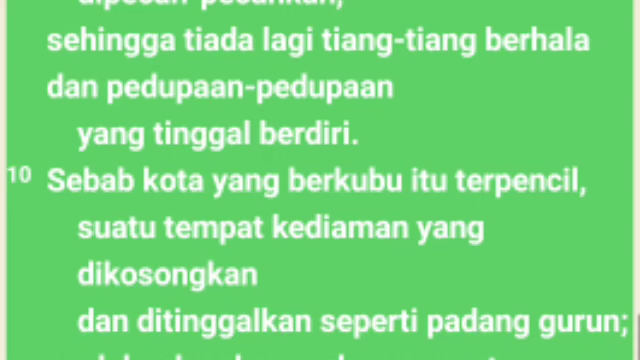 sehingga tiada lagi tiang-tiang berhala
dan pedupaan-pedupaan
yang tinggal berdiri.
10 Sebab kota yang berkubu itu terpencil,
suatu tempat kediaman yang
dikosongkan
dan ditinggalkan seperti padang gurun;